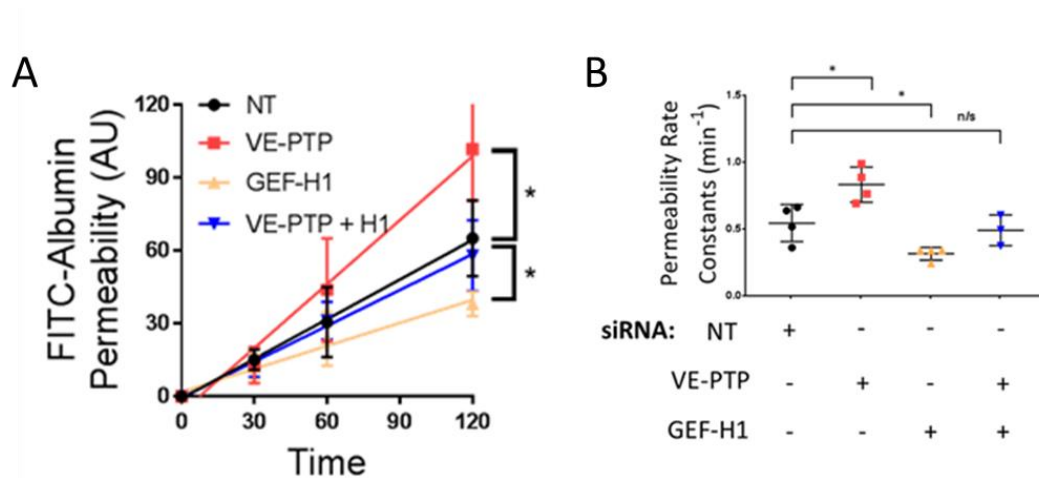 A
FITC-Albumin
Permeability (AU)
120
90
60
30
0
NT
VE-PTP
GEF-H1
VE-PTP + H1
*
*
0 30 60 90 120
Time
B
Permeability Rate
Constants (min⁻¹)
1.5
1.0
0.5
0.0
*
*
n/s
siRNA: NT + - - -
VE-PTP - + - +
GEF-H1 - - + +